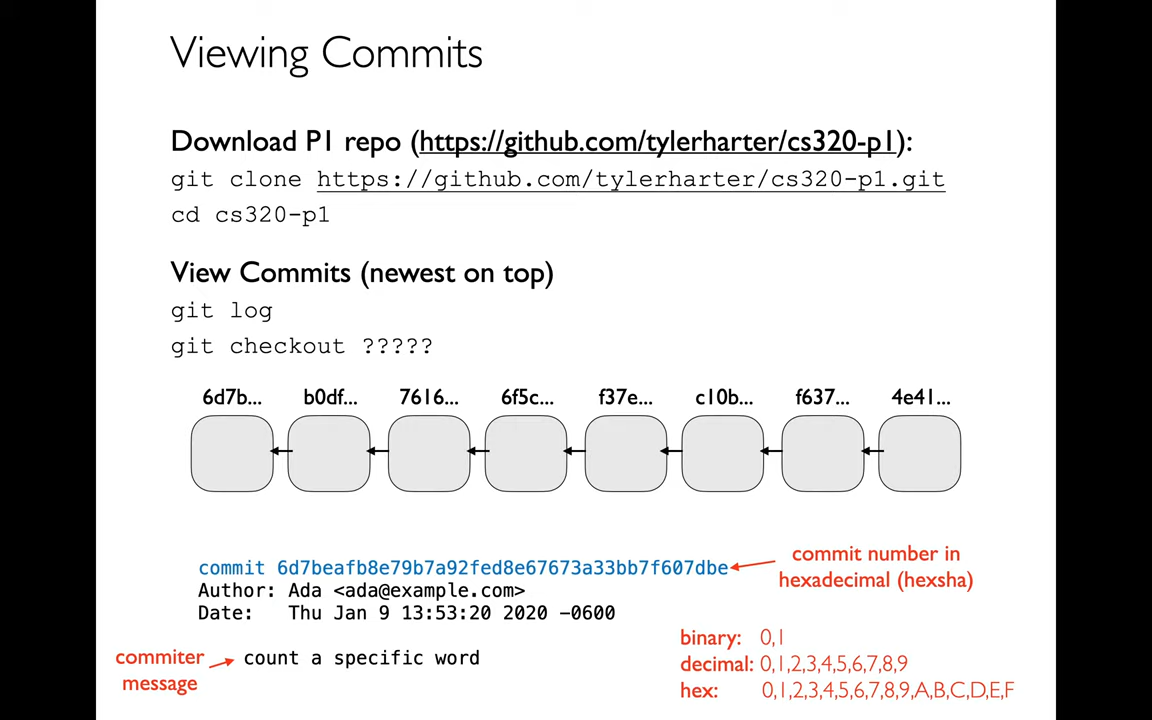 Viewing Commits
Download P1 repo (https://github.com/tylerharter/cs320-p1):
git clone https://github.com/tylerharter/cs320-p1.git
cd cs320-p1
View Commits (newest on top)
git log
git checkout ?????
6d7b... b0df... 7616... 6f5c... f37e... c10b... f637... 4e41...
commit 6d7beafb8e79b7a92fed8e67673a33bb7f607dbe
Author: Ada <ada@example.com>
Date: Thu Jan 9 13:53:20 2020 -0600
count a specific word
commit number in
hexadecimal (hexsha)
commiter
message
binary: 0,1
decimal: 0,1,2,3,4,5,6,7,8,9
hex: 0,1,2,3,4,5,6,7,8,9,A,B,C,D,E,F